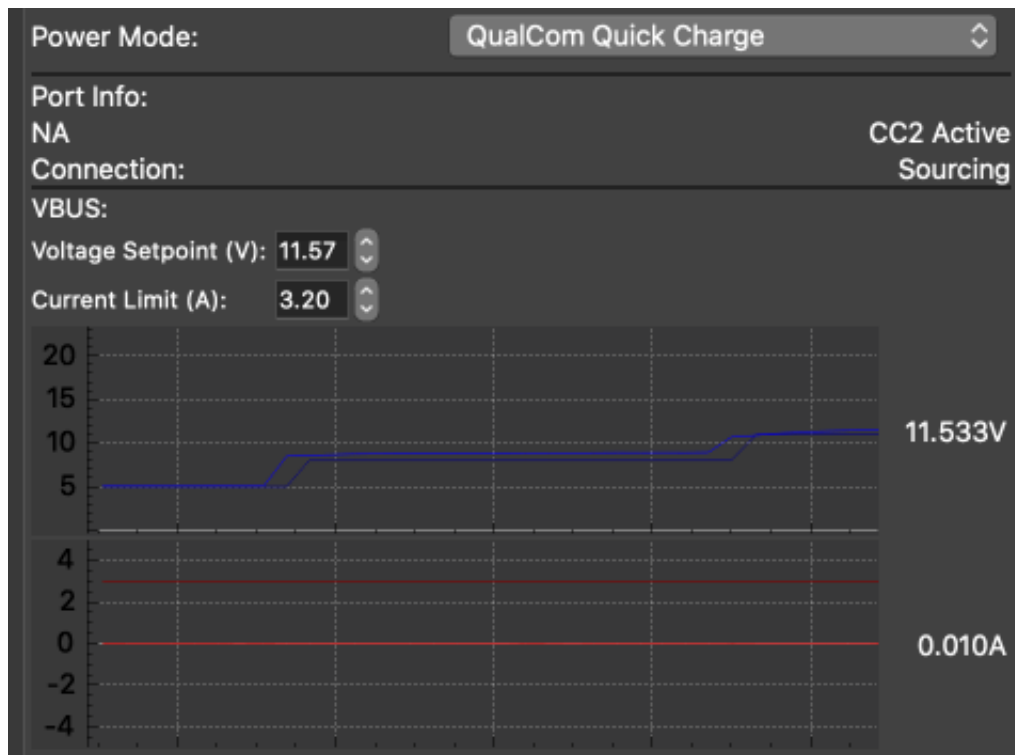 Power Mode: QualCom Quick Charge
Port Info:
NA CC2 Active
Connection: Sourcing
VBUS:
Voltage Setpoint (V): 11.57
Current Limit (A): 3.20
20
15
10
5
11.533V
4
2
0
-2
-4
0.010A